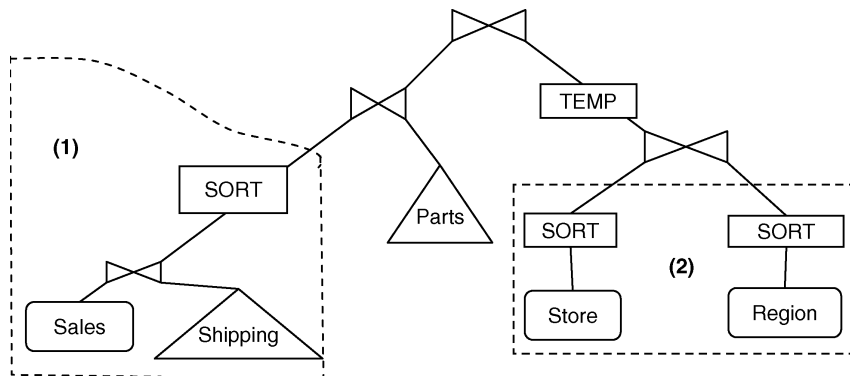 TEMP
(1)
SORT
Parts
SORT
SORT
(2)
Sales
Shipping
Store
Region